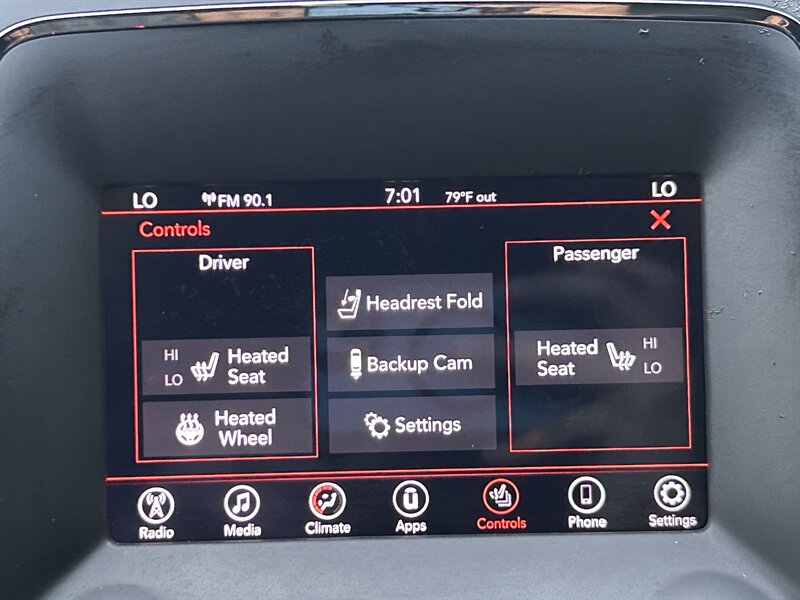 LO FM 90.1 7:01 79°F out LO
Controls
Driver
HI
LO
Heated
Seat
Heated
Wheel
Headrest Fold
Backup Cam
Settings
Passenger
Heated
Seat
HI
LO
Radio Media Climate Apps Controls Phone Settings